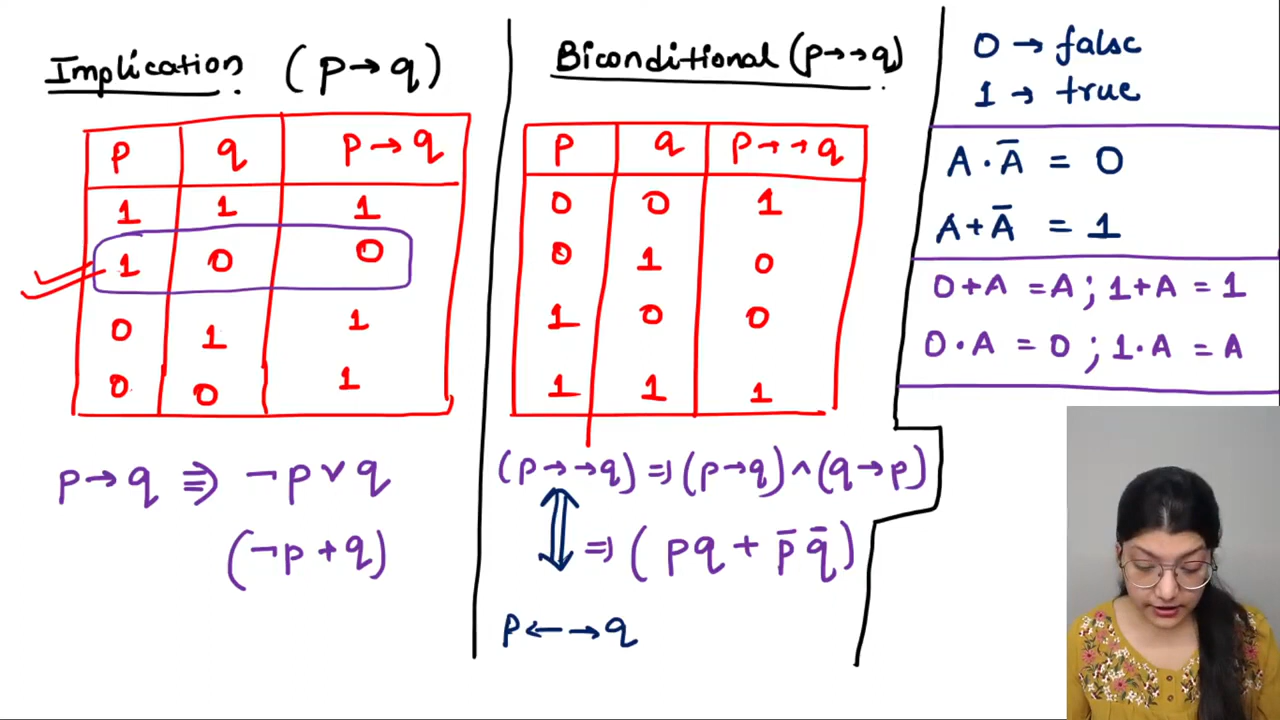 Implication. (p→q)
p q p→q
1 1 1
1 0 0
0 1 1
0 0 1
p→q ⇛ ¬p∨q
(¬p+q)
Biconditional (p→→q)
p q p→→q
0 0 1
0 1 0
1 0 0
1 1 1
(p→→q) ⇒ (p→q)∧(q→p)
⇒ (pq + p̄ q̄)
p←→q
0 → false
1 → true
A·Ā = 0
A+Ā = 1
0+A = A ; 1+A = 1
0·A = 0 ; 1·A = A